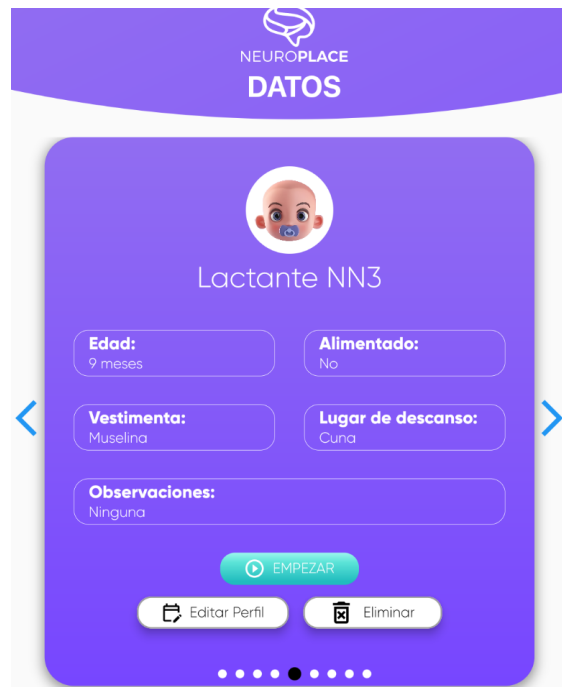 NEUROPLACE
DATOS
Lactante NN3
Edad:
9 meses
Alimentado:
No
Vestimenta:
Muselina
Lugar de descanso:
Cuna
Observaciones:
Ninguna
EMPEZAR
Editar Perfil
Eliminar